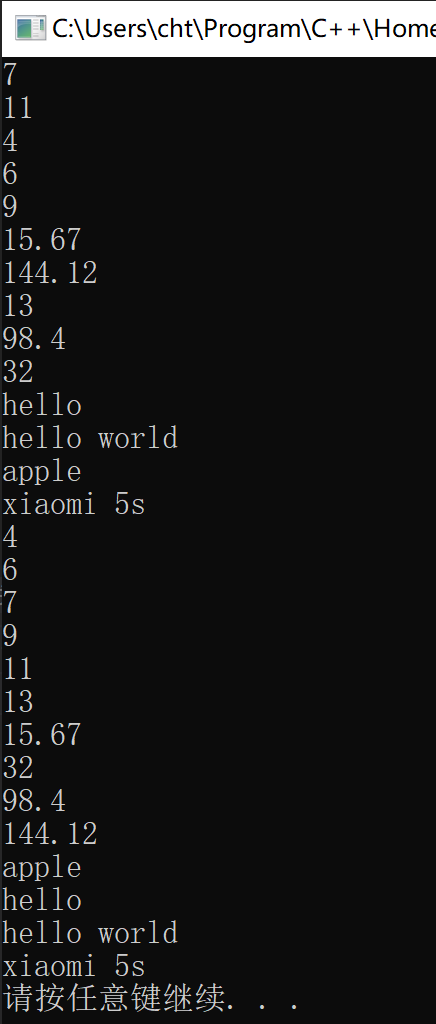 C:\Users\cht\Program\C++\Home
7
11
4
6
9
15.67
144.12
13
98.4
32
hello
hello world
apple
xiaomi 5s
4
6
7
9
11
13
15.67
32
98.4
144.12
apple
hello
hello world
xiaomi 5s
请按任意键继续. . .